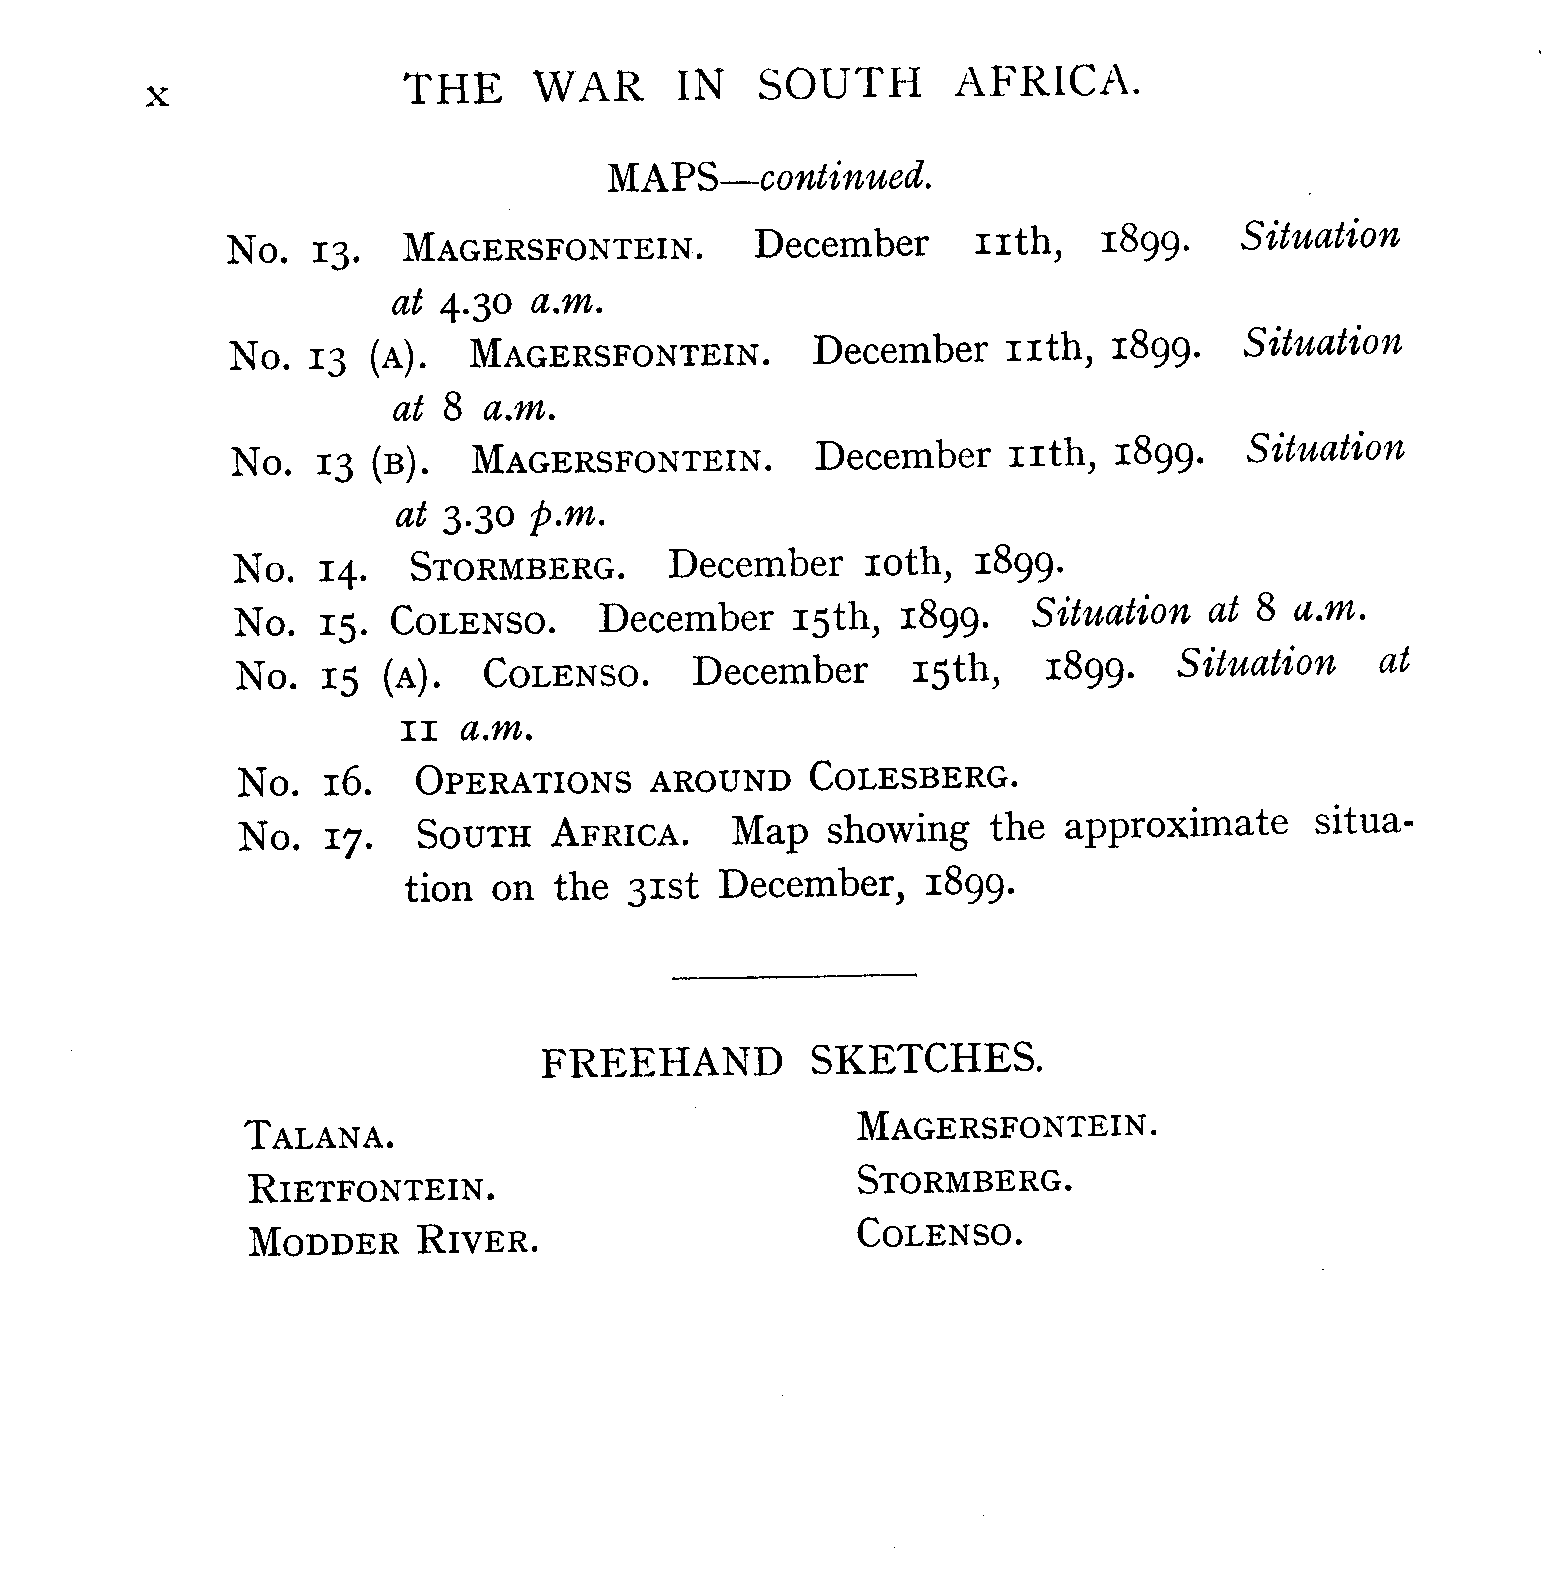 x THE WAR IN SOUTH AFRICA.
MAPS—continued.
No. 13. MAGERSFONTEIN. December 11th, 1899. Situation
at 4.30 a.m.
No. 13 (A). MAGERSFONTEIN. December 11th, 1899. Situation
at 8 a.m.
No. 13 (B). MAGERSFONTEIN. December 11th, 1899. Situation
at 3.30 p.m.
No. 14. STORMBERG. December 10th, 1899.
No. 15. COLENSO. December 15th, 1899. Situation at 8 a.m.
No. 15 (A). COLENSO. December 15th, 1899. Situation at
11 a.m.
No. 16. OPERATIONS AROUND COLESBERG.
No. 17. SOUTH AFRICA. Map showing the approximate situa-
tion on the 31st December, 1899.
FREEHAND SKETCHES.
TALANA.
RIETFONTEIN.
MODDER RIVER.
MAGERSFONTEIN.
STORMBERG.
COLENSO.